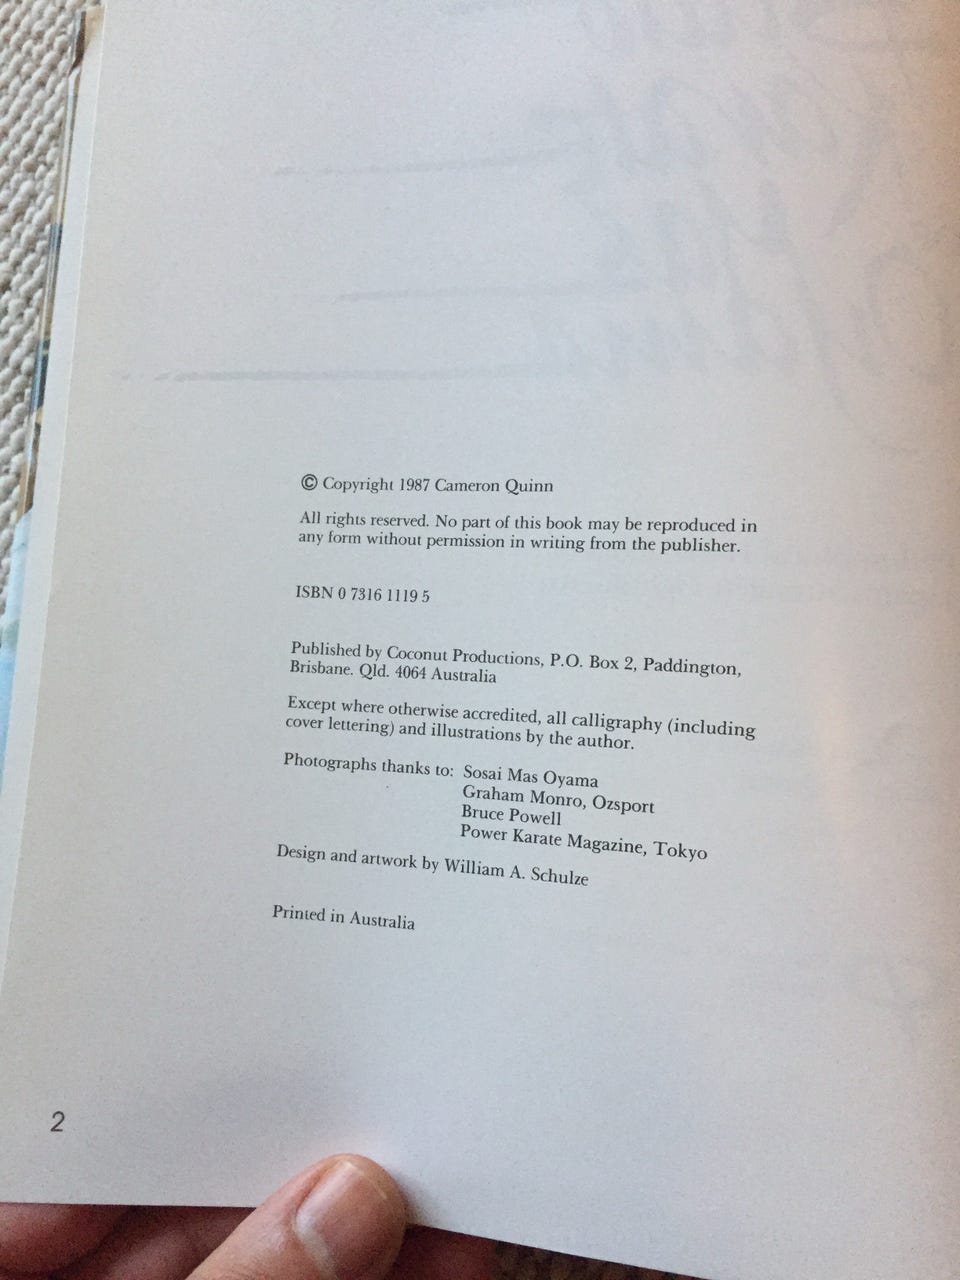 © Copyright 1987 Cameron Quinn
All rights reserved. No part of this book may be reproduced in
any form without permission in writing from the publisher.
ISBN 0 7316 1119 5
Published by Coconut Productions, P.O. Box 2, Paddington,
Brisbane. Qld. 4064 Australia
Except where otherwise accredited, all calligraphy (including
cover lettering) and illustrations by the author.
Photographs thanks to: Sosai Mas Oyama
Graham Monro, Ozsport
Bruce Powell
Power Karate Magazine, Tokyo
Design and artwork by William A. Schulze
Printed in Australia
2